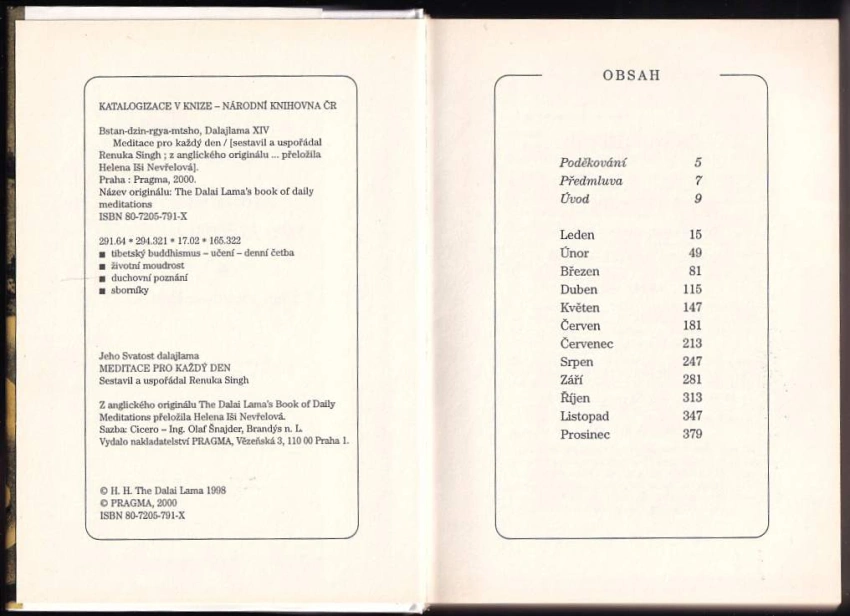 KATALOGIZACE V KNIZE – NÁRODNÍ KNIHOVNA ČR
Bstan-dzin-rgya-mtsho, Dalajlama XIV
Meditace pro každý den / [sestavil a uspořádal
Renuka Singh ; z anglického originálu ... přeložila
Helena Iši Nevřelová].
Praha : Pragma, 2000.
Název originálu: The Dalai Lama's book of daily
meditations
ISBN 80-7205-791-X
291.64 * 294.321 * 17.02 * 165.322
■ tibetský buddhismus – učení – denní četba
■ životní moudrost
■ duchovní poznání
■ sborníky
Jeho Svatost dalajlama
MEDITACE PRO KAŽDÝ DEN
Sestavil a uspořádal Renuka Singh
Z anglického originálu The Dalai Lama's Book of Daily
Meditations přeložila Helena Iši Nevřelová.
Sazba: Cicero – Ing. Olaf Šnajder, Brandýs n. L.
Vydalo nakladatelství PRAGMA, Vězeňská 3, 110 00 Praha 1.
© H. H. The Dalai Lama 1998
© PRAGMA, 2000
ISBN 80-7205-791-X
OBSAH
Poděkování 5
Předmluva 7
Úvod 9
Leden 15
Únor 49
Březen 81
Duben 115
Květen 147
Červen 181
Červenec 213
Srpen 247
Září 281
Říjen 313
Listopad 347
Prosinec 379